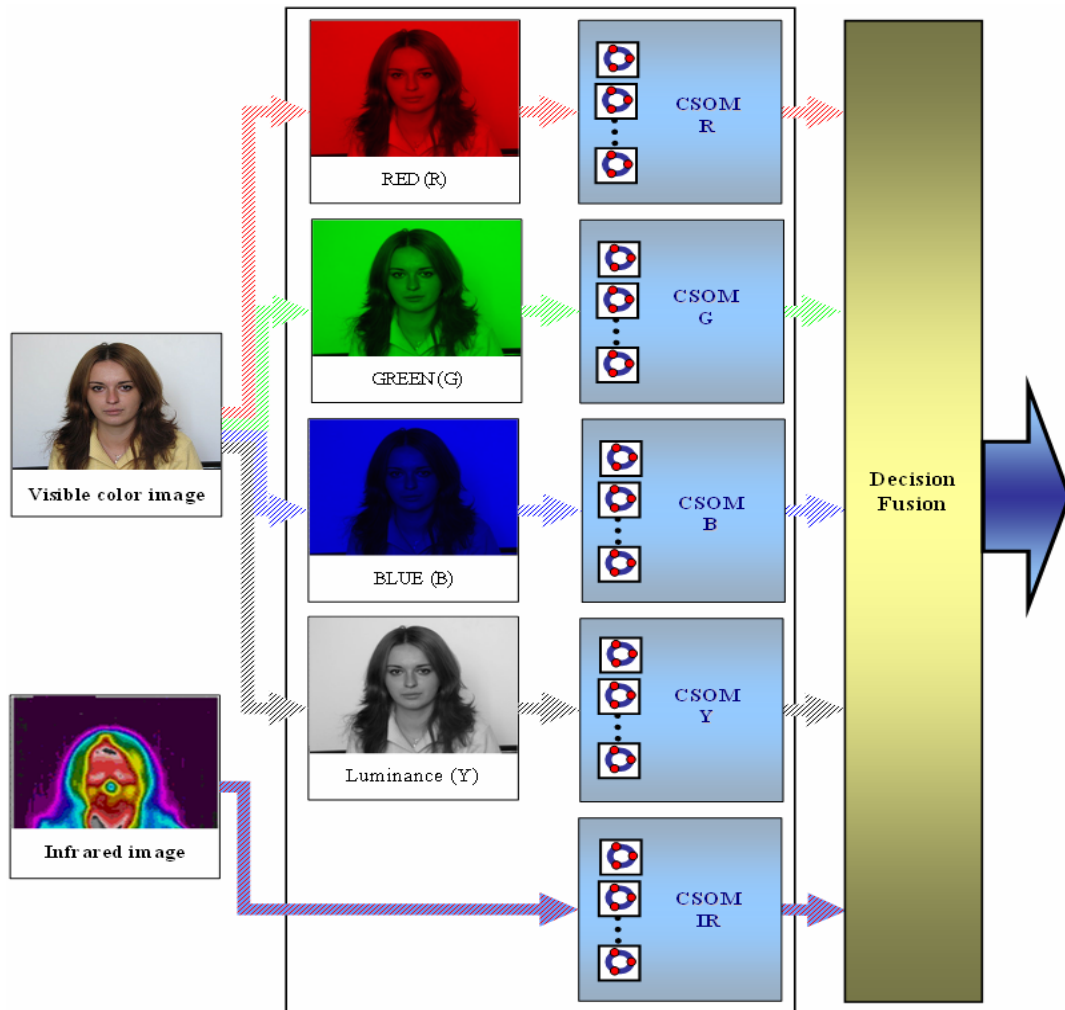 RED (R)
CSOM
R
GREEN (G)
CSOM
G
Visible color image
BLUE (B)
CSOM
B
Decision
Fusion
Luminance (Y)
CSOM
Y
Infrared image
CSOM
IR